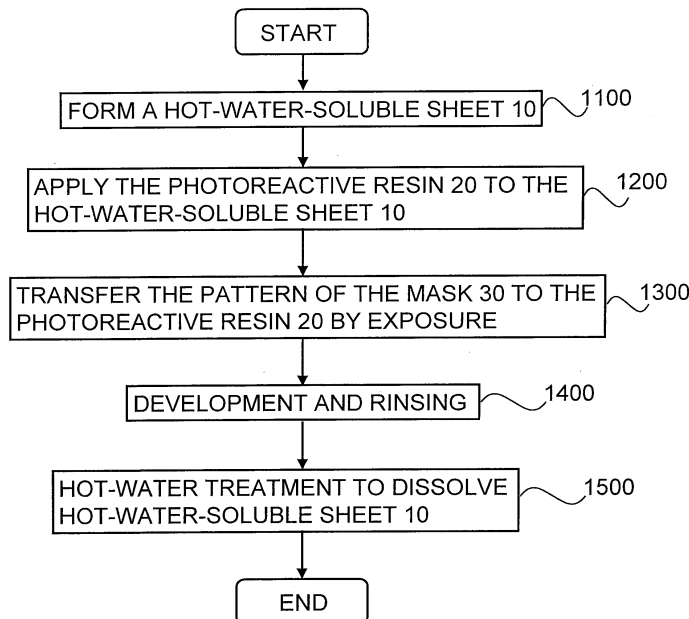 START
FORM A HOT-WATER-SOLUBLE SHEET 10
1100
APPLY THE PHOTOREACTIVE RESIN 20 TO THE
HOT-WATER-SOLUBLE SHEET 10
1200
TRANSFER THE PATTERN OF THE MASK 30 TO THE
PHOTOREACTIVE RESIN 20 BY EXPOSURE
1300
DEVELOPMENT AND RINSING
1400
HOT-WATER TREATMENT TO DISSOLVE
HOT-WATER-SOLUBLE SHEET 10
1500
END